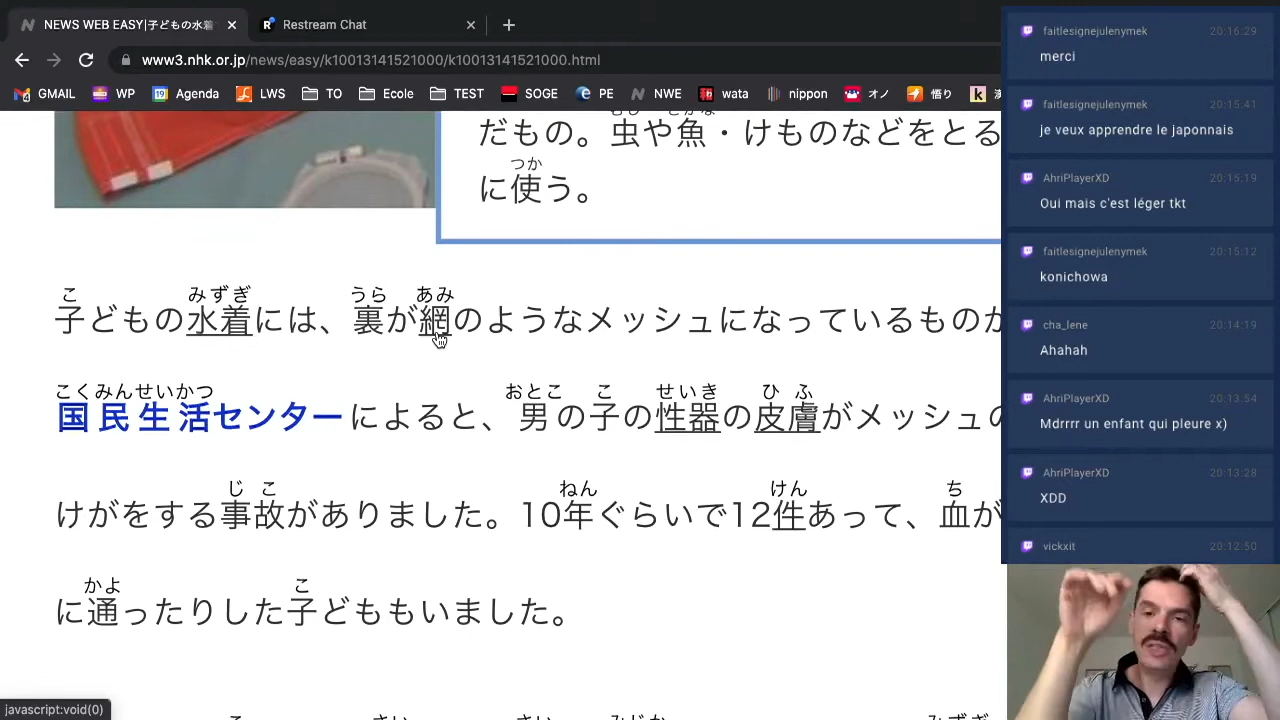 NEWS WEB EASY|子どもの水着
Restream Chat
www3.nhk.or.jp/news/easy/k10013141521000/k10013141521000.html
GMAIL
WP
Agenda
LWS
TO
Ecole
TEST
SOGE
PE
NWE
wata
nippon
オノ
悟り
だもの。虫や魚・けものなどをとる
つか
に使う。
こ みずぎ うら あみ
子どもの水着には、裏が網のようなメッシュになっているものが
こくみんせいかつ おとこ こ せいき ひふ
国民生活センターによると、男の子の性器の皮膚がメッシュの
じこ ねん けん ち
けがをする事故がありました。10年ぐらいで12件あって、血が
かよ こ
に通ったりした子どももいました。
javascript:void(0)
faitlesignejulenymek 20:16:29
merci
faitlesignejulenymek 20:15:41
je veux apprendre le japonnais
AhriPlayerXD 20:15:19
Oui mais c'est léger tkt
faitlesignejulenymek 20:15:12
konichowa
cha_lene 20:14:19
Ahahah
AhriPlayerXD 20:13:54
Mdrrrr un enfant qui pleure x)
AhriPlayerXD 20:13:28
XDD
vickxit 20:12:50